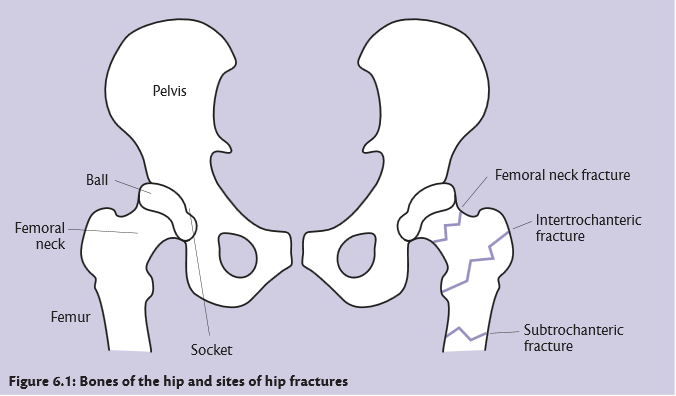 Pelvis
Ball
Femoral
neck
Femur
Socket
Femoral neck fracture
Intertrochanteric
fracture
Subtrochanteric
fracture
Figure 6.1: Bones of the hip and sites of hip fractures